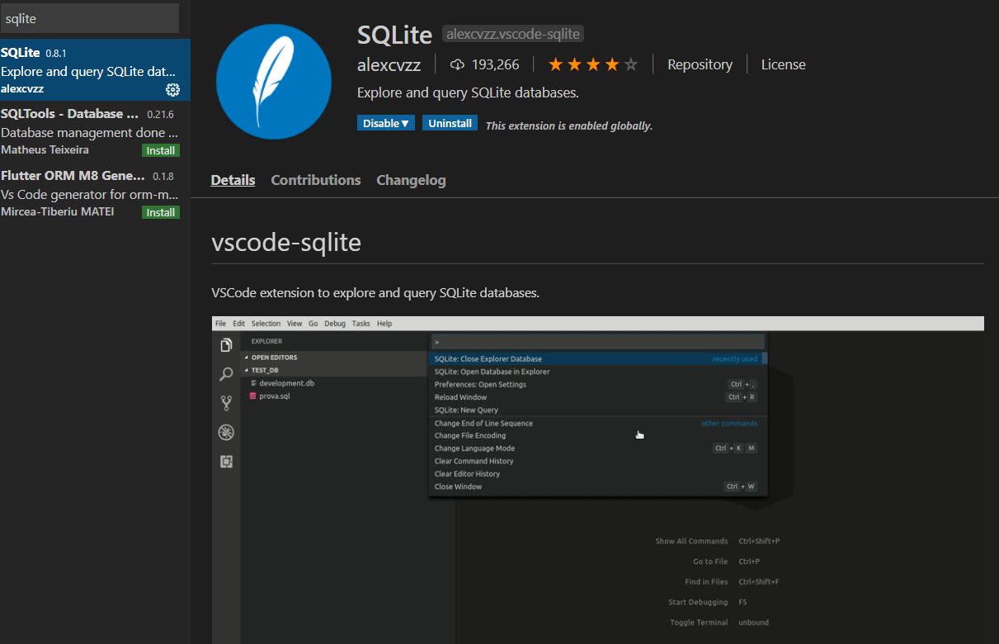 sqlite
SQLite 0.8.1
Explore and query SQLite dat...
alexcvzz
SQLTools - Database ... 0.21.6
Database management done ...
Matheus Teixeira Install
Flutter ORM M8 Gene... 0.1.8
Vs Code generator for orm-m...
Mircea-Tiberiu MATEI Install
SQLite alexcvzz.vscode-sqlite
alexcvzz 193,266 Repository License
Explore and query SQLite databases.
Disable▼ Uninstall This extension is enabled globally.
Details Contributions Changelog
vscode-sqlite
VSCode extension to explore and query SQLite databases.
File Edit Selection View Go Debug Tasks Help
EXPLORER
OPEN EDITORS
TEST_DB
development.db
prova.sql
>
SQLite: Close Explorer Database recently used
SQLite: Open Database in Explorer
Preferences: Open Settings Ctrl + ,
Reload Window Ctrl + R
SQLite: New Query
Change End of Line Sequence other commands
Change File Encoding
Change Language Mode Ctrl + K M
Clear Command History
Clear Editor History
Close Window Ctrl + W
Show All Commands Ctrl+Shift+P
Go to File Ctrl+P
Find in Files Ctrl+Shift+F
Start Debugging F5
Toggle Terminal unbound